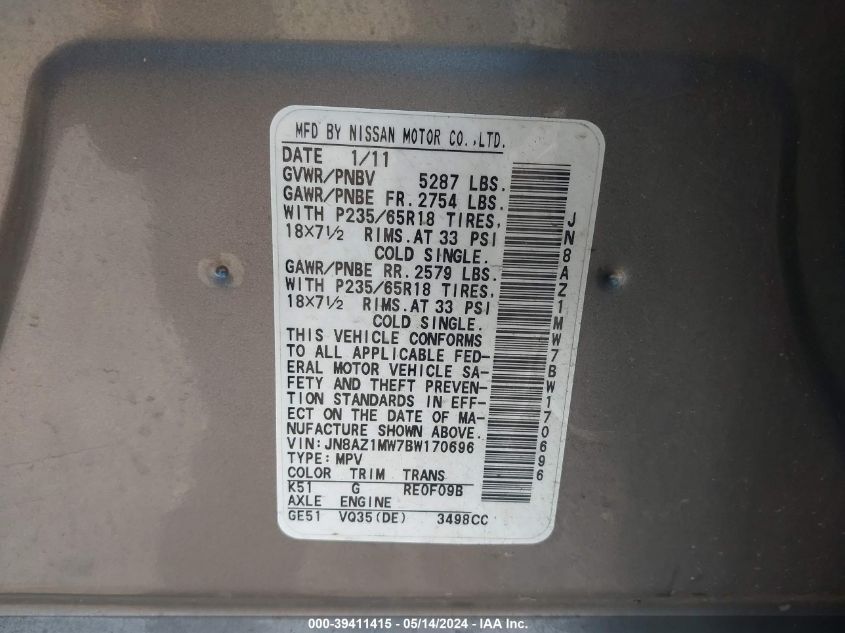 MFD BY NISSAN MOTOR CO.,LTD.
DATE 1/11
GVWR/PNBV 5287 LBS.
GAWR/PNBE FR. 2754 LBS.
WITH P235/65R18 TIRES,
18×7½ RIMS.AT 33 PSI
COLD SINGLE.
GAWR/PNBE RR. 2579 LBS.
WITH P235/65R18 TIRES,
18×7½ RIMS.AT 33 PSI
COLD SINGLE.
THIS VEHICLE CONFORMS
TO ALL APPLICABLE FED-
ERAL MOTOR VEHICLE SA-
FETY AND THEFT PREVEN-
TION STANDARDS IN EFF-
ECT ON THE DATE OF MA-
NUFACTURE SHOWN ABOVE.
VIN:JN8AZ1MW7BW170696
TYPE:MPV
COLOR TRIM TRANS
K51 G RE0F09B
AXLE ENGINE
GE51 VQ35(DE) 3498CC
JN8AZ1MW7BW170696
000-39411415 - 05/14/2024 - IAA Inc.